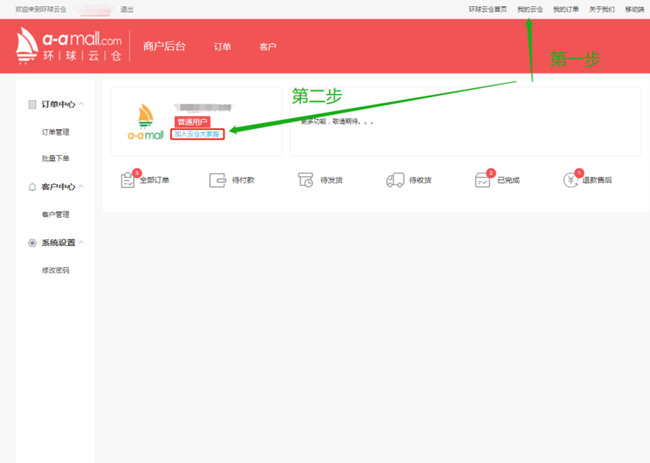 欢迎来到环球云仓 退出 环球云仓首页 我的云仓 我的订单 关于我们 移动端
a-amall.com
环 球 云 仓
商户后台 订单 客户
第一步
第二步
订单中心
订单管理
批量下单
客户中心
客户管理
系统设置
修改密码
a-a mall
普通用户
加入云仓大家庭
更多功能，敬请期待。。。
3 全部订单 待付款 待发货 待收货 2 已完成 1 退款售后